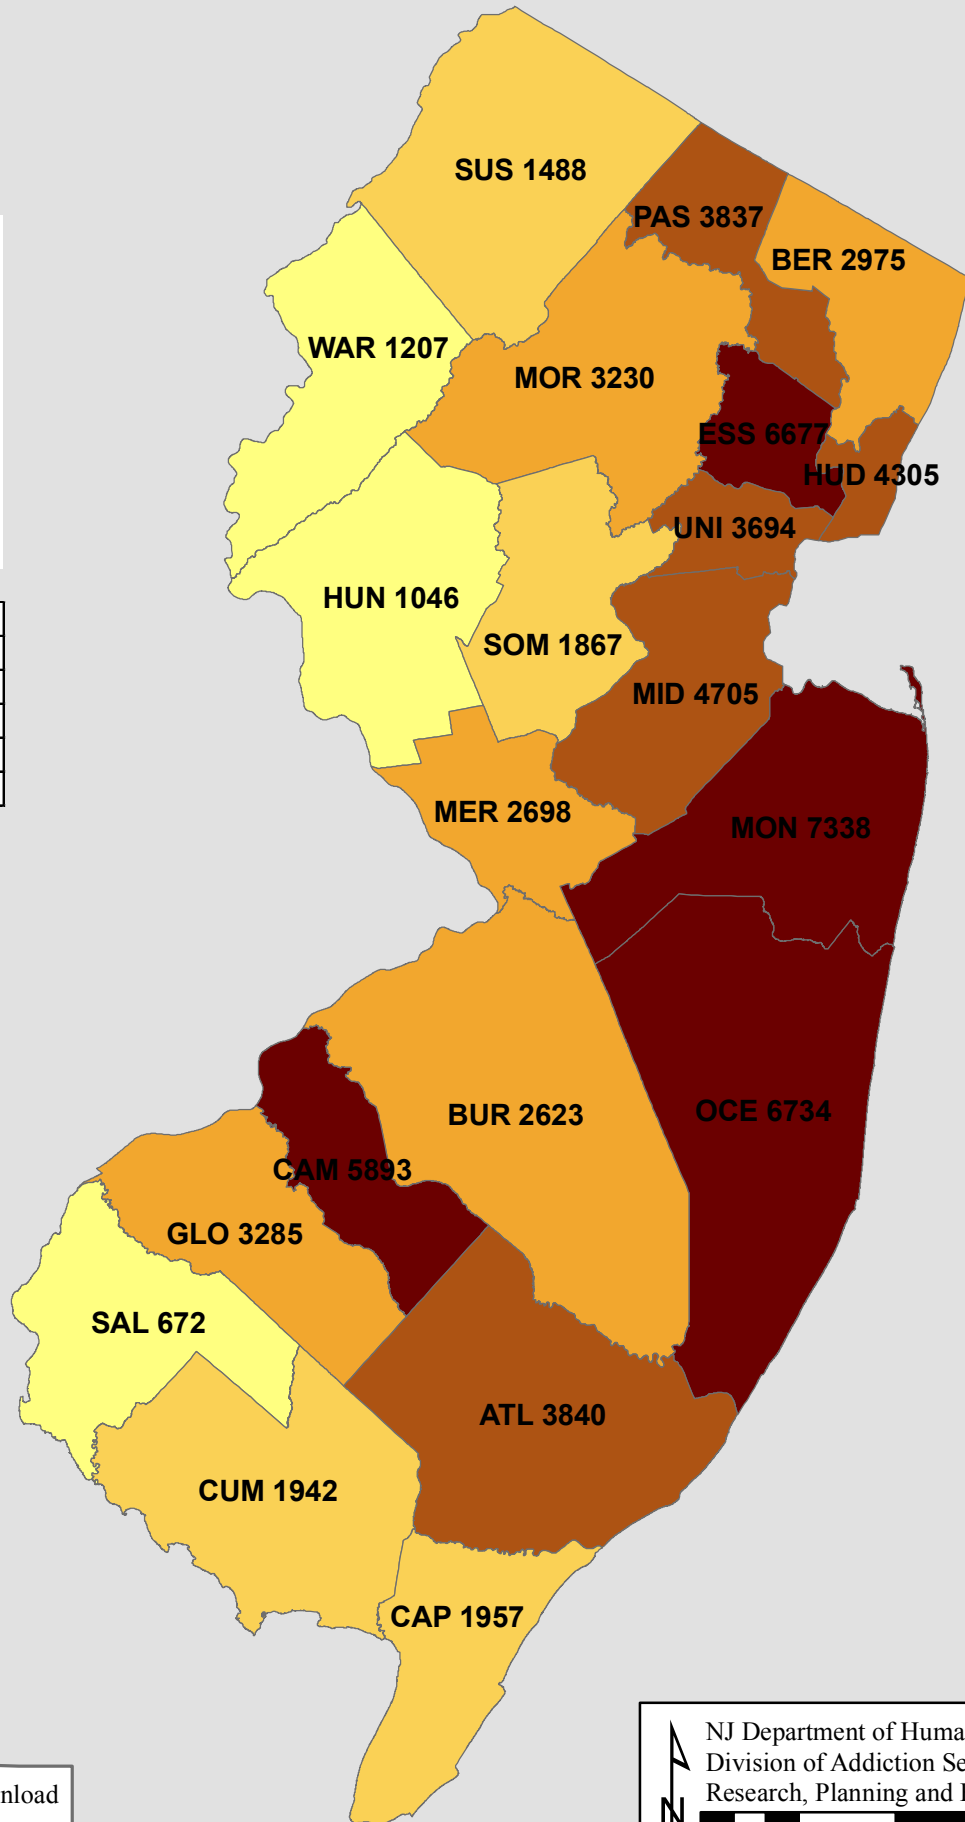 SUS 1488
PAS 3837
BER 2975
WAR 1207
MOR 3230
ESS 6677
HUD 4305
UNI 3694
HUN 1046
SOM 1867
MID 4705
MER 2698
MON 7338
BUR 2623
OCE 6734
CAM 5893
GLO 3285
SAL 672
ATL 3840
CUM 1942
CAP 1957
NJ Department of Huma
Division of Addiction Se
Research, Planning and
N
nload